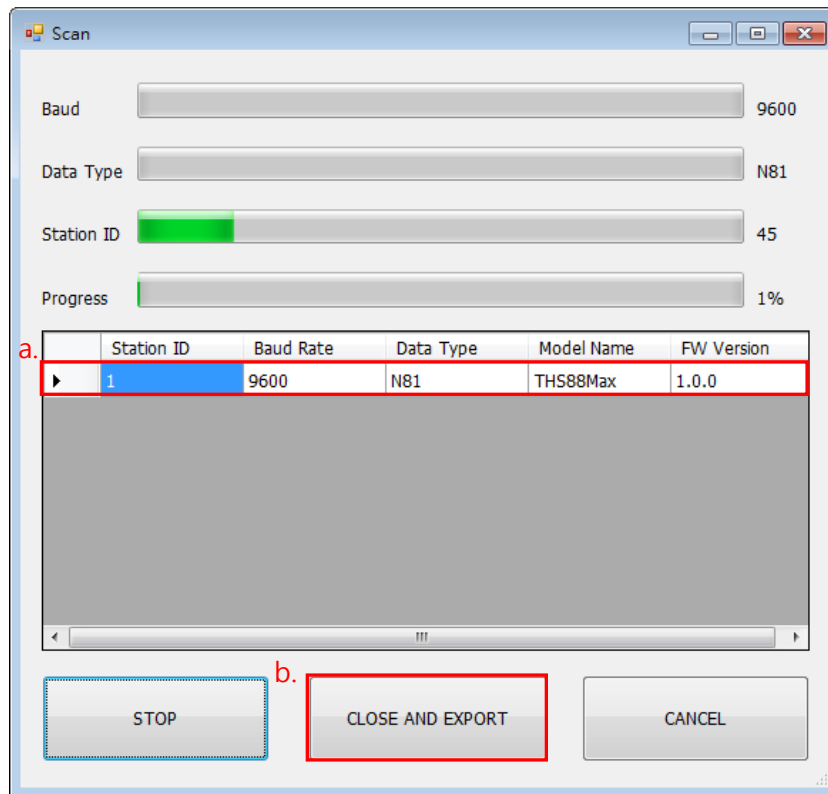 Scan
Baud 9600
Data Type N81
Station ID 45
Progress 1%
a.
Station ID Baud Rate Data Type Model Name FW Version
1 9600 N81 THS88Max 1.0.0
b.
STOP CLOSE AND EXPORT CANCEL